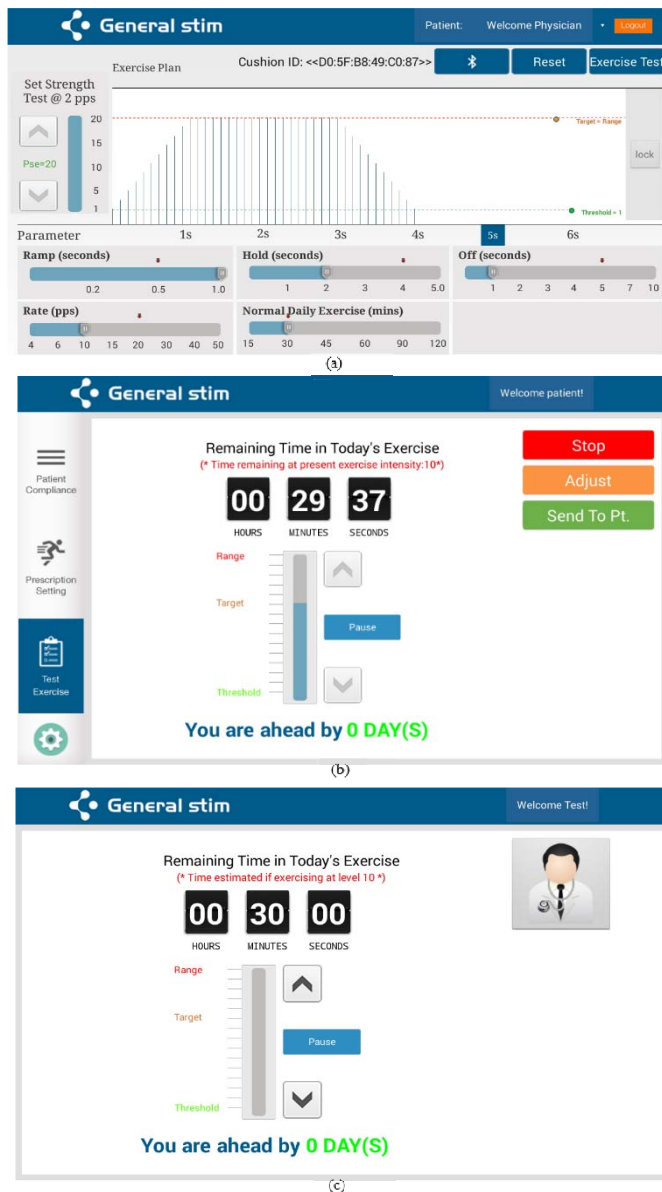 General stim
Patient: Welcome Physician Logout
Exercise Plan
Cushion ID: <<D0:5F:B8:49:C0:87>>
Reset
Exercise Test
Set Strength
Test @ 2 pps
Pse=20
20
15
10
5
1
Target = Range
Threshold = 1
lock
Parameter 1s 2s 3s 4s 5s 6s
Ramp (seconds)
0.2 0.5 1.0
Hold (seconds)
1 2 3 4 5.0
Off (seconds)
1 2 3 4 5 7 10
Rate (pps)
4 6 10 15 20 30 40 50
Normal Daily Exercise (mins)
15 30 45 60 90 120
(a)
General stim
Welcome patient!
Patient
Compliance
Prescription
Setting
Test
Exercise
Remaining Time in Today's Exercise
(* Time remaining at present exercise intensity:10*)
00 29 37
HOURS MINUTES SECONDS
Range
Target
Threshold
Pause
You are ahead by 0 DAY(S)
Stop
Adjust
Send To Pt.
(b)
General stim
Welcome Test!
Remaining Time in Today's Exercise
(* Time estimated if exercising at level 10 *)
00 30 00
HOURS MINUTES SECONDS
Range
Target
Threshold
Pause
You are ahead by 0 DAY(S)
(c)